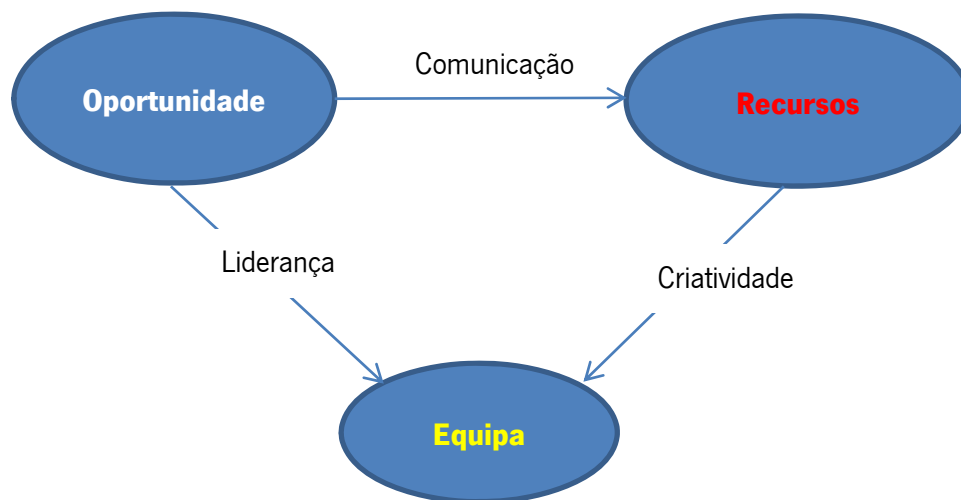 Comunicação
Oportunidade
Recursos
Liderança
Criatividade
Equipa